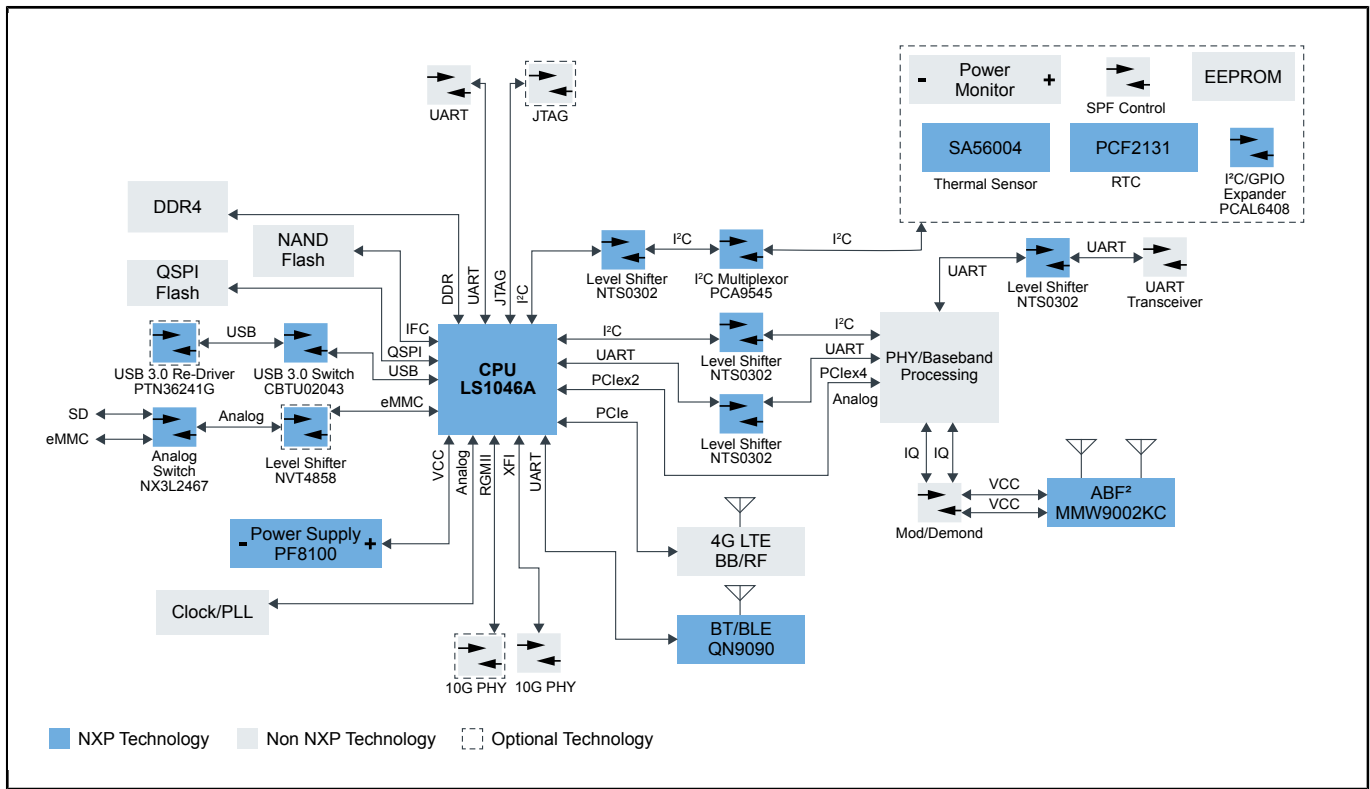 - Power +
Monitor
SPF Control
EEPROM
SA56004
Thermal Sensor
PCF2131
RTC
I²C/GPIO
Expander
PCAL6408
UART
JTAG
DDR4
NAND
Flash
QSPI
Flash
DDR
UART
JTAG
I²C
Level Shifter
NTS0302
I²C
I²C Multiplexor
PCA9545
I²C
UART
Level Shifter
NTS0302
UART
UART
Transceiver
USB 3.0 Re-Driver
PTN36241G
USB
USB 3.0 Switch
CBTU02043
IFC
QSPI
USB
eMMC
CPU
LS1046A
I²C
UART
PCIex2
PCIe
Level Shifter
NTS0302
Level Shifter
NTS0302
I²C
UART
PCIex4
Analog
PHY/Baseband
Processing
SD
eMMC
Analog
Switch
NX3L2467
Analog
Level Shifter
NVT4858
VCC
Analog
RGMII
XFI
UART
IQ
IQ
Mod/Demond
VCC
VCC
ABF²
MMW9002KC
- Power Supply +
PF8100
Clock/PLL
10G PHY
10G PHY
4G LTE
BB/RF
BT/BLE
QN9090
NXP Technology
Non NXP Technology
Optional Technology